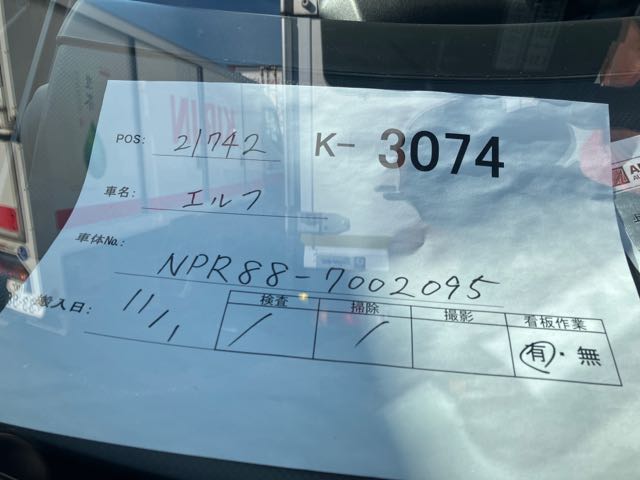 POS: 21742 K- 3074
車名: エルフ
車体No.: NPR88-7002095
搬入日: 11/1
検査 掃除 撮影 看板作業
/ / 有・無
KIRIN